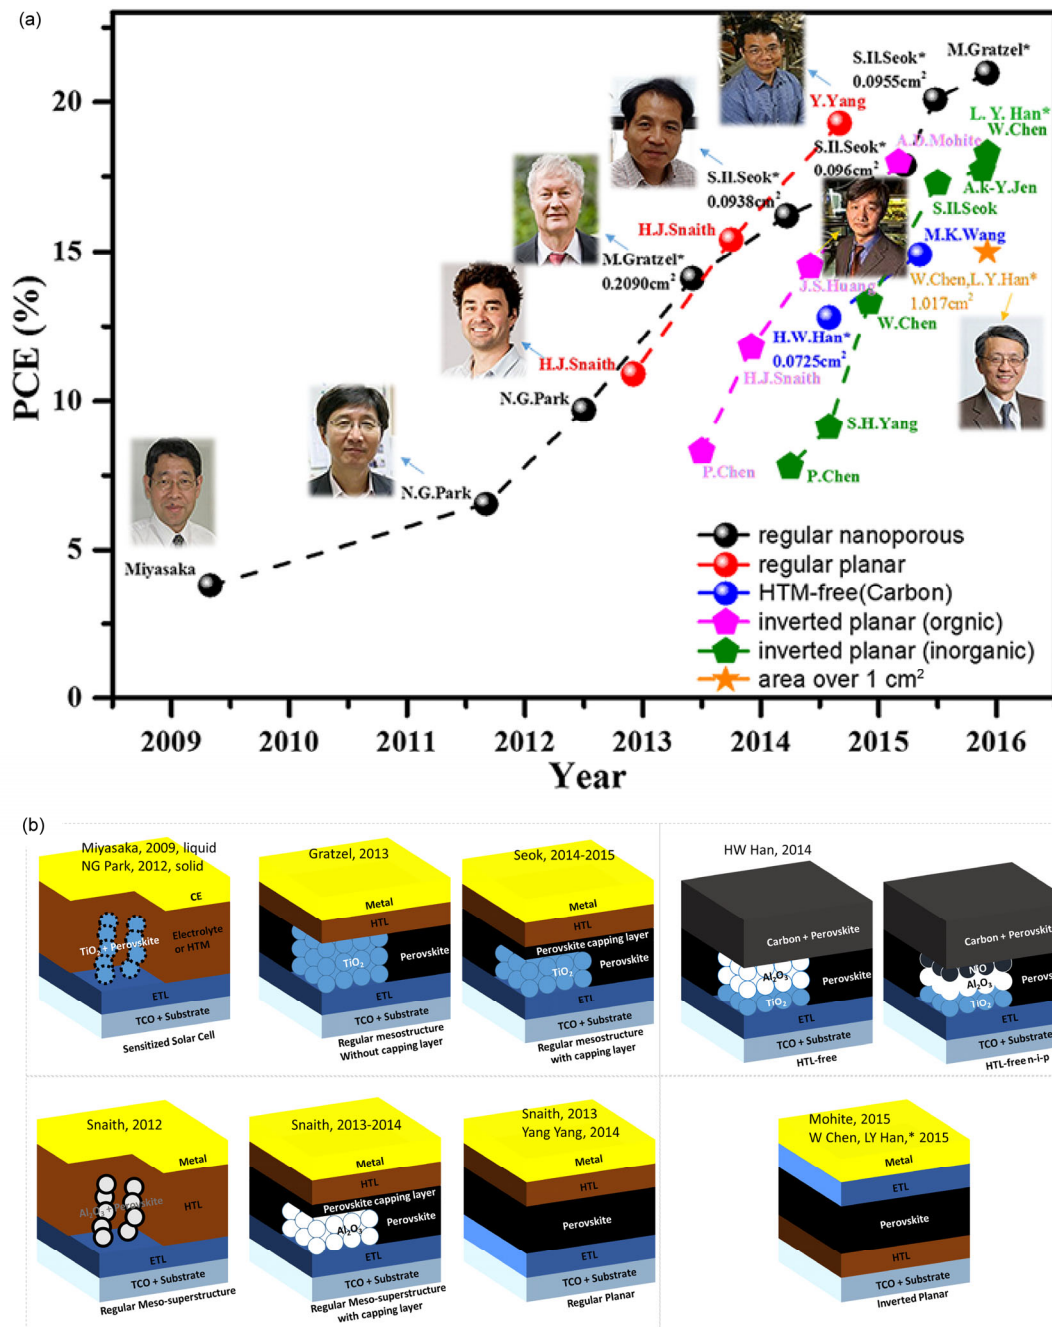 (a)
PCE (%)
20
15
10
5
0
M.Gratzel*
S.Il.Seok*
0.0955cm²
Y.Yang
L. Y. Han*
W.Chen
A.D.Mohite
S.Il.Seok*
0.096cm²
A.k-Y.Jen
S.Il.Seok*
0.0938cm²
S.IlSeok
H.J.Snaith
M.K.Wang
M.Gratzel*
0.2090cm²
J.S.Huang
W.Chen,L.Y.Han*
1.017cm²
W.Chen
H.W.Han*
0.0725cm²
H.J.Snaith
H.J.Snaith
N.G.Park
S.H.Yang
P.Chen
P.Chen
N.G.Park
Miyasaka
regular nanoporous
regular planar
HTM-free(Carbon)
inverted planar (orgnic)
inverted planar (inorganic)
area over 1 cm²
2009 2010 2011 2012 2013 2014 2015 2016
Year
(b)
Miyasaka, 2009, liquid
NG Park, 2012, solid
CE
TiO₂ + Perovskite
Electrolyte
or HTM
ETL
TCO + Substrate
Sensitized Solar Cell
Gratzel, 2013
Metal
HTL
TiO₂
Perovskite
ETL
TCO + Substrate
Regular mesostructure
Without capping layer
Seok, 2014-2015
Metal
HTL
Perovskite capping layer
TiO₂
Perovskite
ETL
TCO + Substrate
Regular mesostructure
with capping layer
HW Han, 2014
Carbon + Perovskite
Al₂O₃
Perovskite
TiO₂
ETL
TCO + Substrate
HTL-free
Carbon + Perovskit
NiO
Al₂O₃
Perovs
TiO₂
ETL
TCO + Substrate
HTL-free n-i-p
Snaith, 2012
Metal
Al₂O₃ + Perovskite
HTL
ETL
TCO + Substrate
Regular Meso-superstructure
Snaith, 2013-2014
Metal
HTL
Perovskite capping layer
Al₂O₃
Perovskite
ETL
TCO + Substrate
Regular Meso-superstructure
with capping layer
Snaith, 2013
Yang Yang, 2014
Metal
HTL
Perovskite
ETL
TCO + Substrate
Regular Planar
Mohite, 2015
W Chen, LY Han,* 2015
Metal
ETL
Perovskite
HTL
TCO + Substrate
Inverted Planar